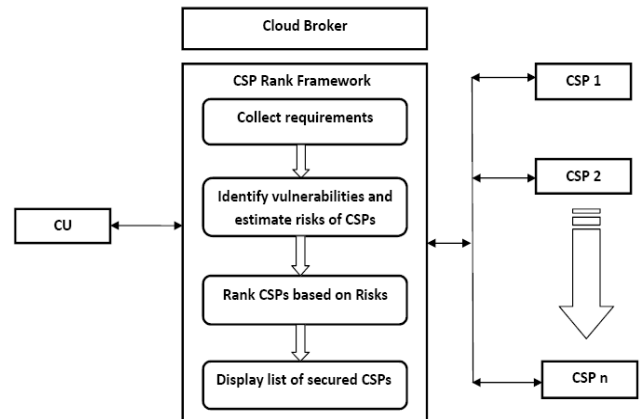 Cloud Broker
CSP Rank Framework
Collect requirements
Identify vulnerabilities and
estimate risks of CSPs
Rank CSPs based on Risks
Display list of secured CSPs
CU
CSP 1
CSP 2
CSP n